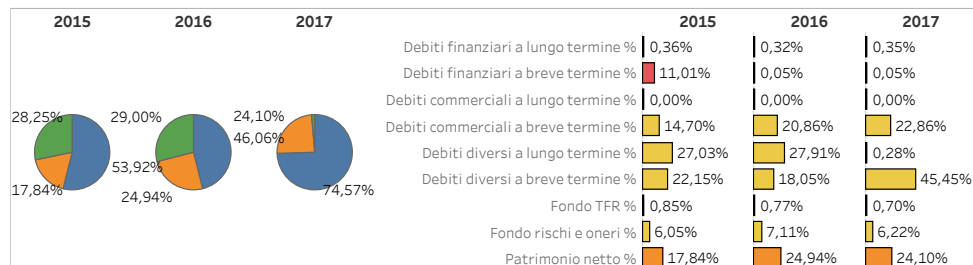 2015 2016 2017 2015 2016 2017
Debiti finanziari a lungo termine % 0,36% 0,32% 0,35%
Debiti finanziari a breve termine % 11,01% 0,05% 0,05%
Debiti commerciali a lungo termine % 0,00% 0,00% 0,00%
28,25% 29,00% 24,10%
Debiti commerciali a breve termine % 14,70% 20,86% 22,86%
46,06%
Debiti diversi a lungo termine % 27,03% 27,91% 0,28%
53,92%
Debiti diversi a breve termine % 22,15% 18,05% 45,45%
17,84% 24,94% 74,57%
Fondo TFR % 0,85% 0,77% 0,70%
Fondo rischi e oneri % 6,05% 7,11% 6,22%
Patrimonio netto % 17,84% 24,94% 24,10%